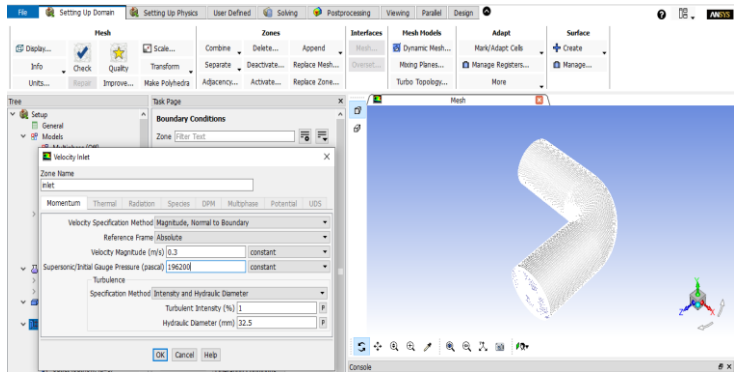 File Setting Up Domain Setting Up Physics User Defined Solving Postprocessing Viewing Parallel Design ANSYS
Mesh Zones Interfaces Mesh Models Adapt Surface
Display... Scale... Combine Delete... Append Mesh... Dynamic Mesh... Mark/Adapt Cells Create
Info Check Quality Transform Separate Deactivate... Replace Mesh... Overset... Mixing Planes... Manage Registers... Manage...
Units... Repair Improve... Make Polyhedra Adjacency... Activate... Replace Zone... Turbo Topology... More
Tree Task Page Mesh
Setup
General
Models
Boundary Conditions
Zone Filter Text
Velocity Inlet
Zone Name
inlet
Momentum Thermal Radiation Species DPM Multiphase Potential UDS
Velocity Specification Method Magnitude, Normal to Boundary
Reference Frame Absolute
Velocity Magnitude (m/s) 0.3 constant
Supersonic/Initial Gauge Pressure (pascal) 196200 constant
Turbulence
Specification Method Intensity and Hydraulic Diameter
Turbulent Intensity (%) 1 P
Hydraulic Diameter (mm) 32.5 P
OK Cancel Help
Console